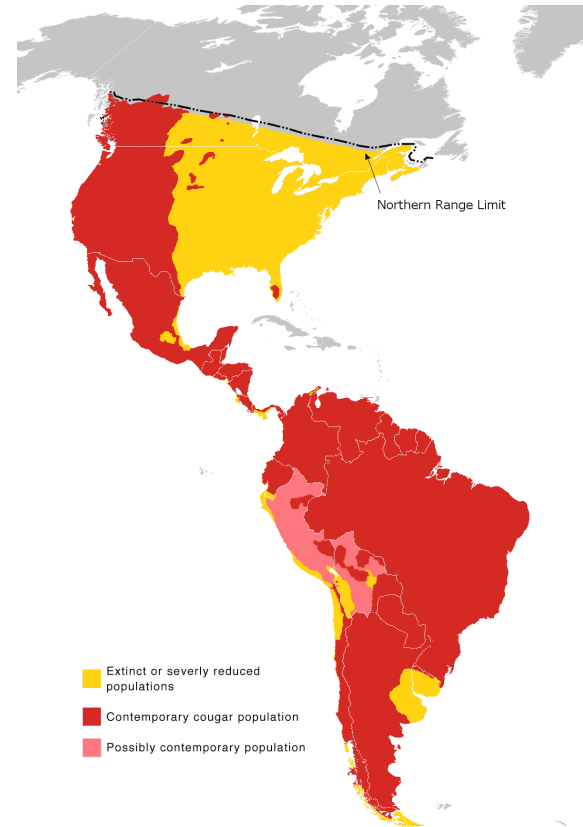 Northern Range Limit
Extinct or severly reduced
populations
Contemporary cougar population
Possibly contemporary population